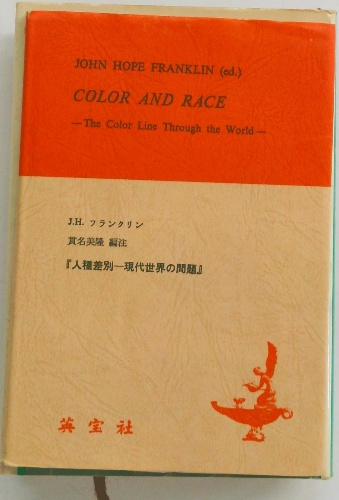 JOHN HOPE FRANKLIN (ed.)
COLOR AND RACE
—The Color Line Through the World—
J.H. フランクリン
貫名美隆 編注
『人種差別—現代世界の問題』
英宝社